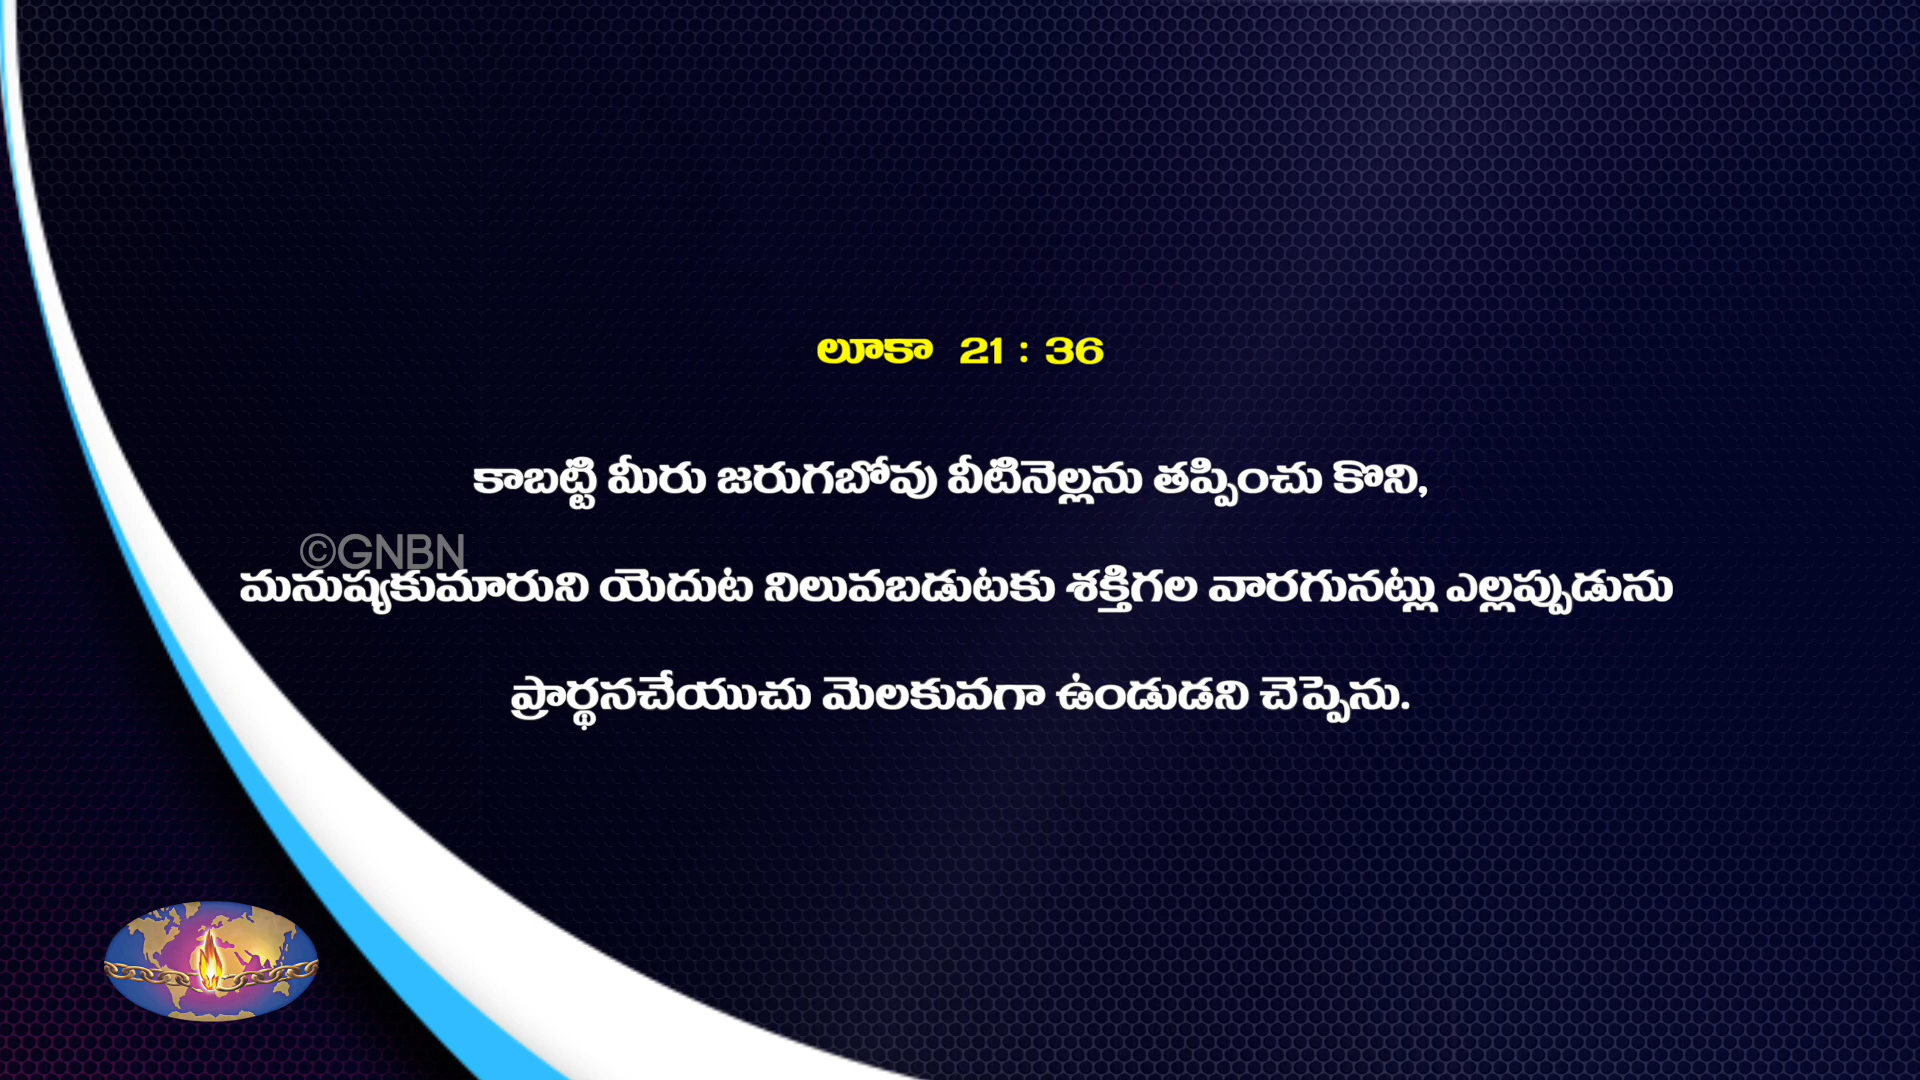 లూకా 21 : 36
కాబట్టి మీరు జరుగబోవు వీటినెల్లను తప్పించు కొని,
©GNBN
మనుష్యకుమారుని యెదుట నిలువబడుటకు శక్తిగల వారగునట్లు ఎల్లప్పుడును
ప్రార్థనచేయుచు మెలకువగా ఉండుడని చెప్పెను.